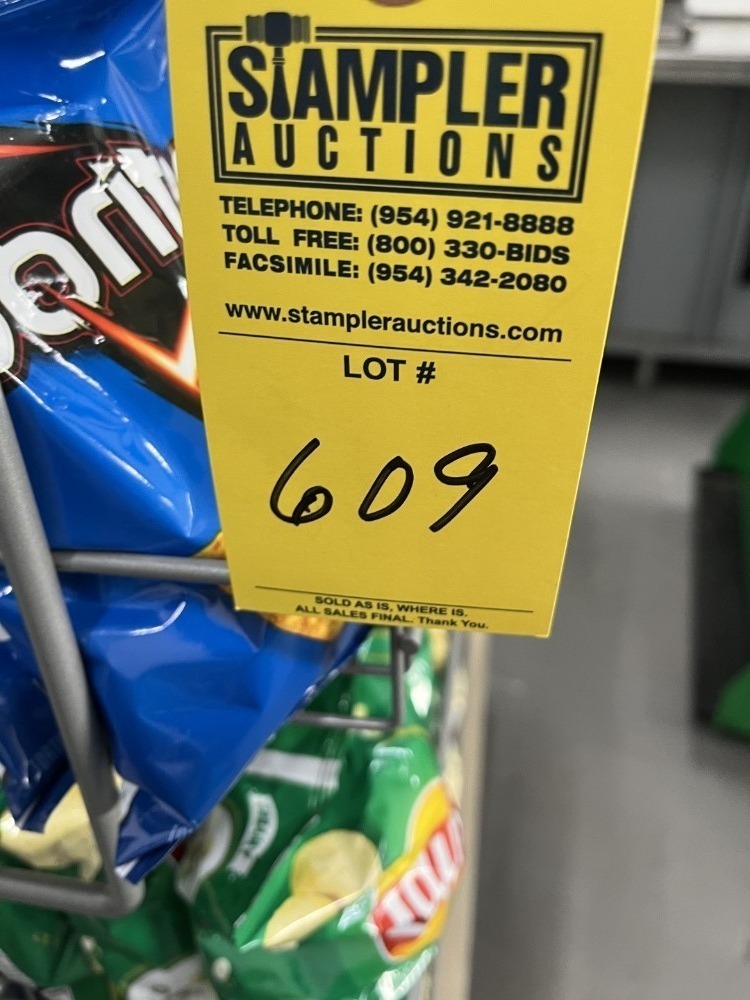 STAMPLER
AUCTIONS
TELEPHONE: (954) 921-8888
TOLL FREE: (800) 330-BIDS
FACSIMILE: (954) 342-2080
www.stamplerauctions.com
LOT #
609
SOLD AS IS, WHERE IS.
ALL SALES FINAL. Thank You.
orit